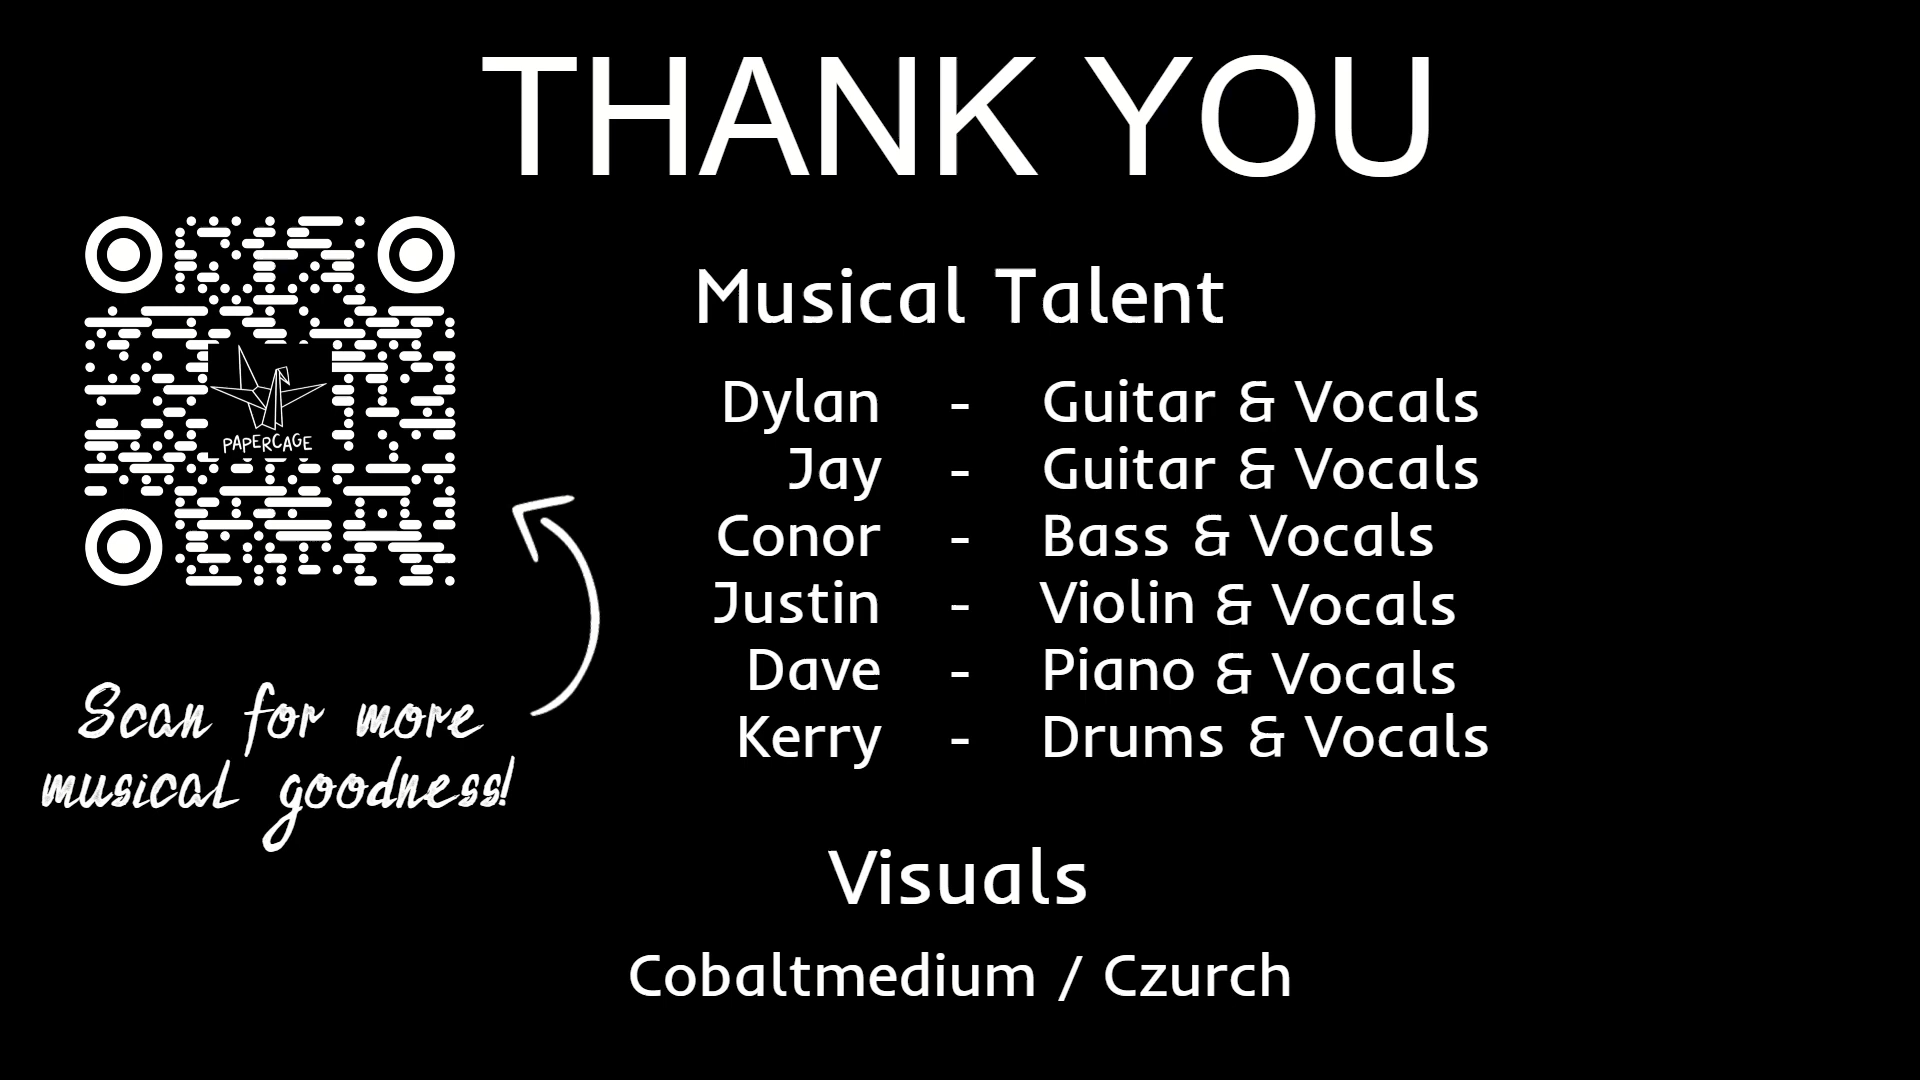 THANK YOU
Musical Talent
Dylan - Guitar & Vocals
Jay - Guitar & Vocals
Conor - Bass & Vocals
Justin - Violin & Vocals
Dave - Piano & Vocals
Kerry - Drums & Vocals
Visuals
Cobaltmedium / Czurch
PAPERCAGE
Scan for more
musical goodness!